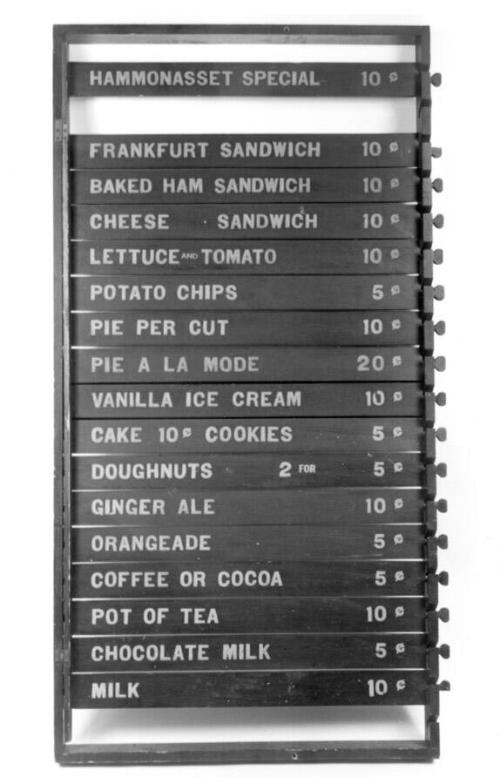 HAMMONASSET SPECIAL 10 ¢
FRANKFURT SANDWICH 10 ¢
BAKED HAM SANDWICH 10 ¢
CHEESE SANDWICH 10 ¢
LETTUCE AND TOMATO 10 ¢
POTATO CHIPS 5 ¢
PIE PER CUT 10 ¢
PIE A LA MODE 20 ¢
VANILLA ICE CREAM 10 ¢
CAKE 10¢ COOKIES 5 ¢
DOUGHNUTS 2 FOR 5 ¢
GINGER ALE 10 ¢
ORANGEADE 5 ¢
COFFEE OR COCOA 5 ¢
POT OF TEA 10 ¢
CHOCOLATE MILK 5 ¢
MILK 10 ¢